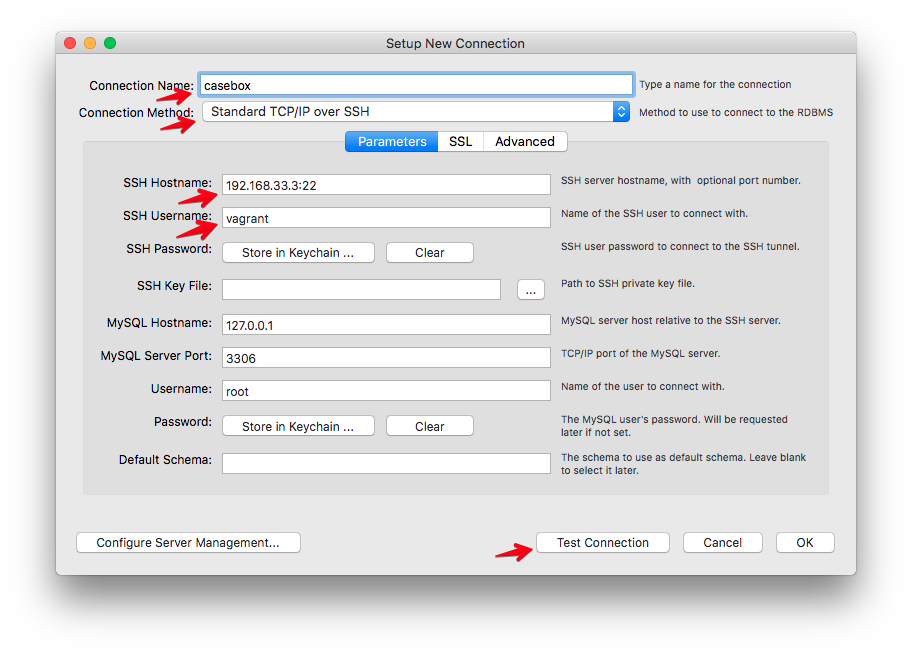 Setup New Connection
Connection Name: casebox Type a name for the connection
Connection Method: Standard TCP/IP over SSH Method to use to connect to the RDBMS
Parameters SSL Advanced
SSH Hostname: 192.168.33.3:22 SSH server hostname, with optional port number.
SSH Username: vagrant Name of the SSH user to connect with.
SSH Password: Store in Keychain ... Clear SSH user password to connect to the SSH tunnel.
SSH Key File: ... Path to SSH private key file.
MySQL Hostname: 127.0.0.1 MySQL server host relative to the SSH server.
MySQL Server Port: 3306 TCP/IP port of the MySQL server.
Username: root Name of the user to connect with.
Password: Store in Keychain ... Clear The MySQL user's password. Will be requested
later if not set.
Default Schema: The schema to use as default schema. Leave blank
to select it later.
Configure Server Management... Test Connection Cancel OK